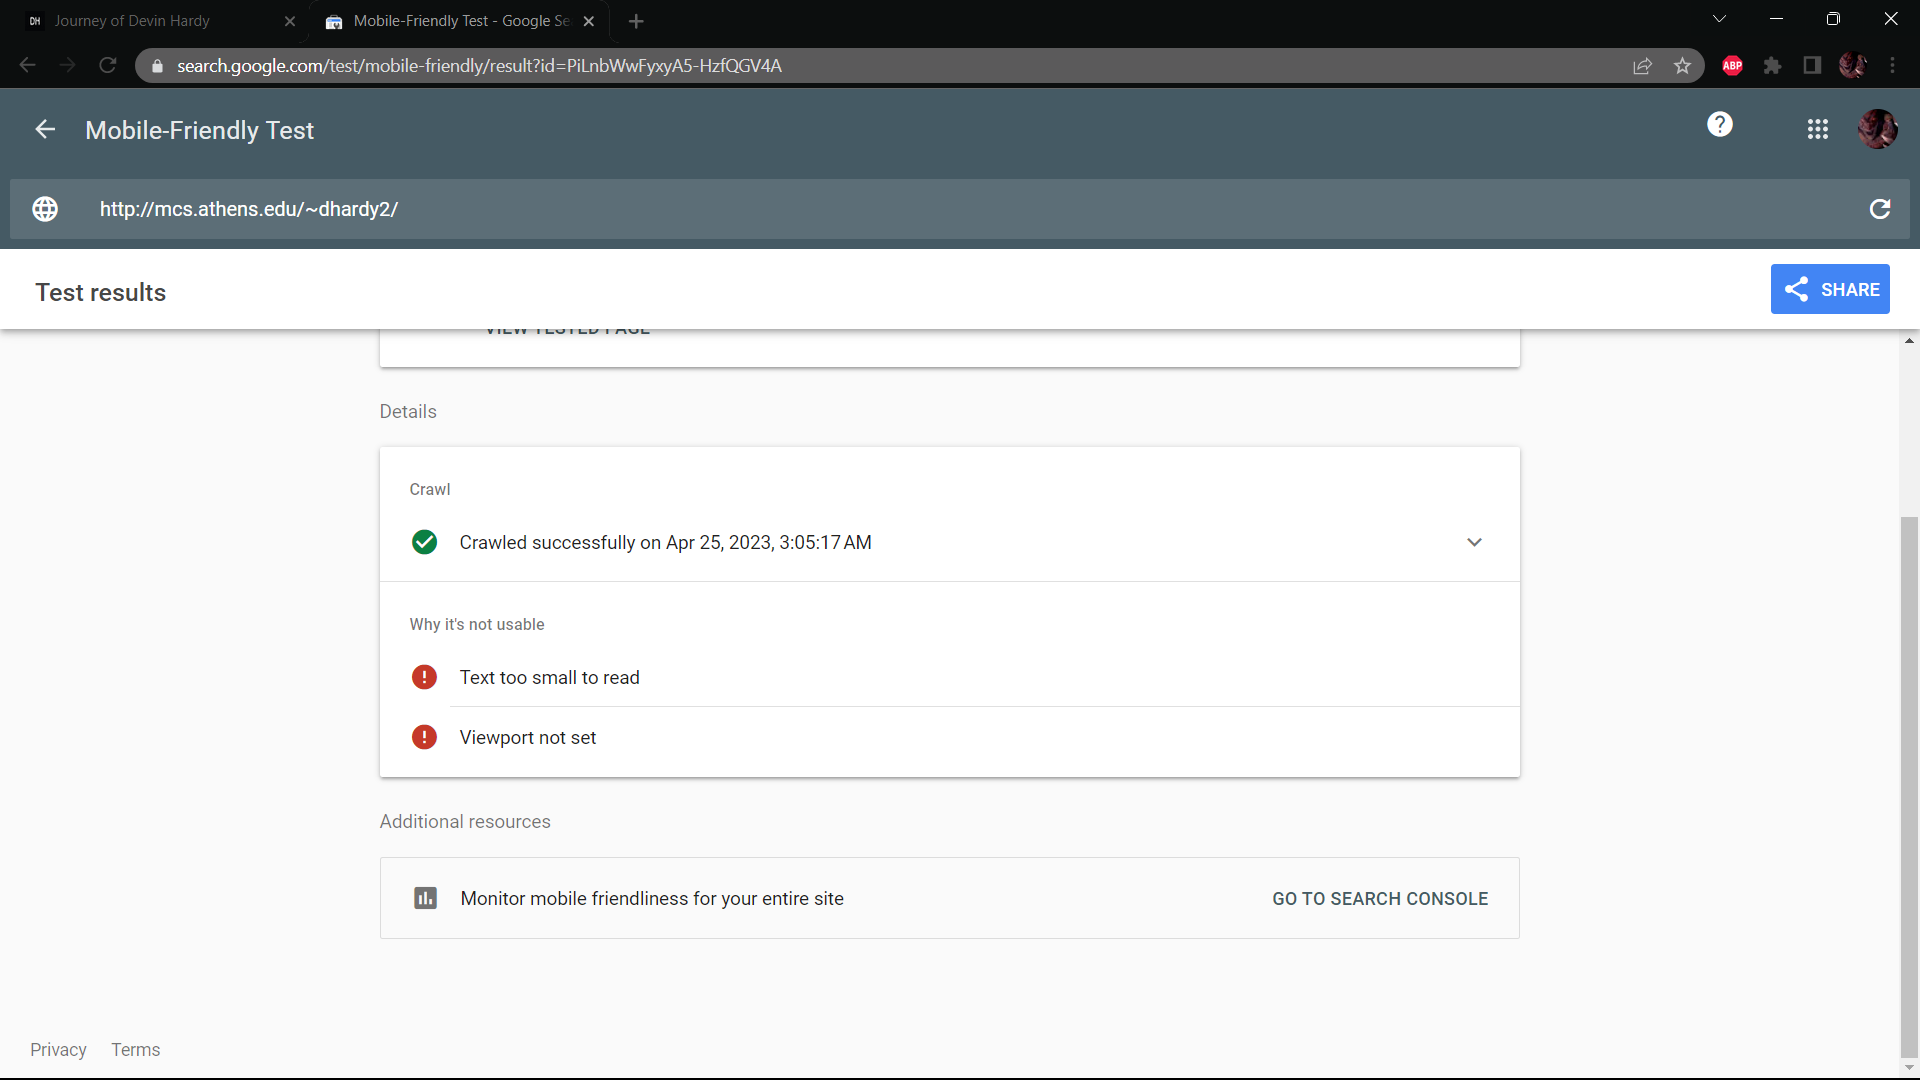 DH Journey of Devin Hardy
Mobile-Friendly Test - Google Se
search.google.com/test/mobile-friendly/result?id=PiLnbWwFyxyA5-HzfQGV4A
ABP
Mobile-Friendly Test
http://mcs.athens.edu/~dhardy2/
Test results
SHARE
VIEW TESTED PAGE
Details
Crawl
Crawled successfully on Apr 25, 2023, 3:05:17 AM
Why it's not usable
Text too small to read
Viewport not set
Additional resources
Monitor mobile friendliness for your entire site
GO TO SEARCH CONSOLE
Privacy Terms